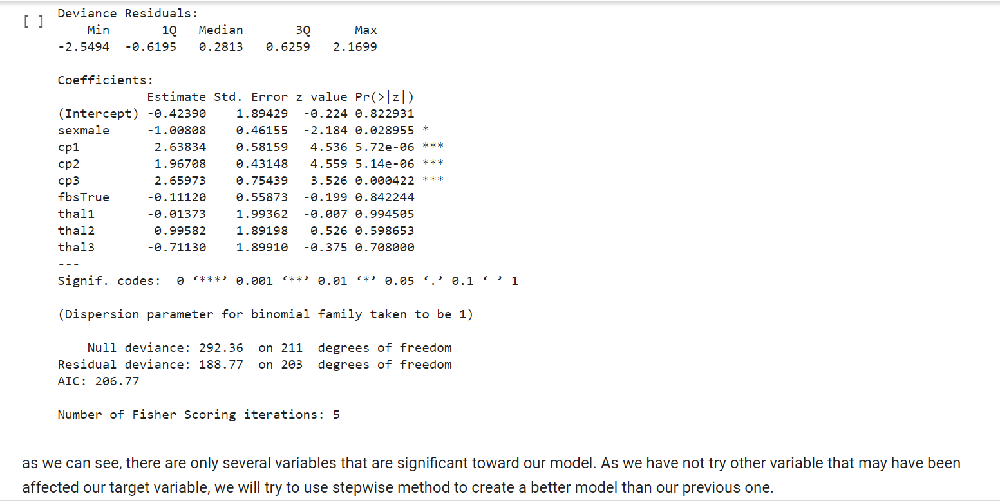 [ ]
Deviance Residuals:
    Min       1Q   Median       3Q      Max
-2.5494  -0.6195   0.2813   0.6259   2.1699

Coefficients:
            Estimate Std. Error z value Pr(>|z|)
(Intercept) -0.42390    1.89429  -0.224 0.822931
sexmale     -1.00808    0.46155  -2.184 0.028955 *
cp1          2.63834    0.58159   4.536 5.72e-06 ***
cp2          1.96708    0.43148   4.559 5.14e-06 ***
cp3          2.65973    0.75439   3.526 0.000422 ***
fbsTrue     -0.11120    0.55873  -0.199 0.842244
thal1       -0.01373    1.99362  -0.007 0.994505
thal2        0.99582    1.89198   0.526 0.598653
thal3       -0.71130    1.89910  -0.375 0.708000
---
Signif. codes:  0 ‘***’ 0.001 ‘**’ 0.01 ‘*’ 0.05 ‘.’ 0.1 ‘ ’ 1

(Dispersion parameter for binomial family taken to be 1)

    Null deviance: 292.36  on 211  degrees of freedom
Residual deviance: 188.77  on 203  degrees of freedom
AIC: 206.77

Number of Fisher Scoring iterations: 5

as we can see, there are only several variables that are significant toward our model. As we have not try other variable that may have been
affected our target variable, we will try to use stepwise method to create a better model than our previous one.